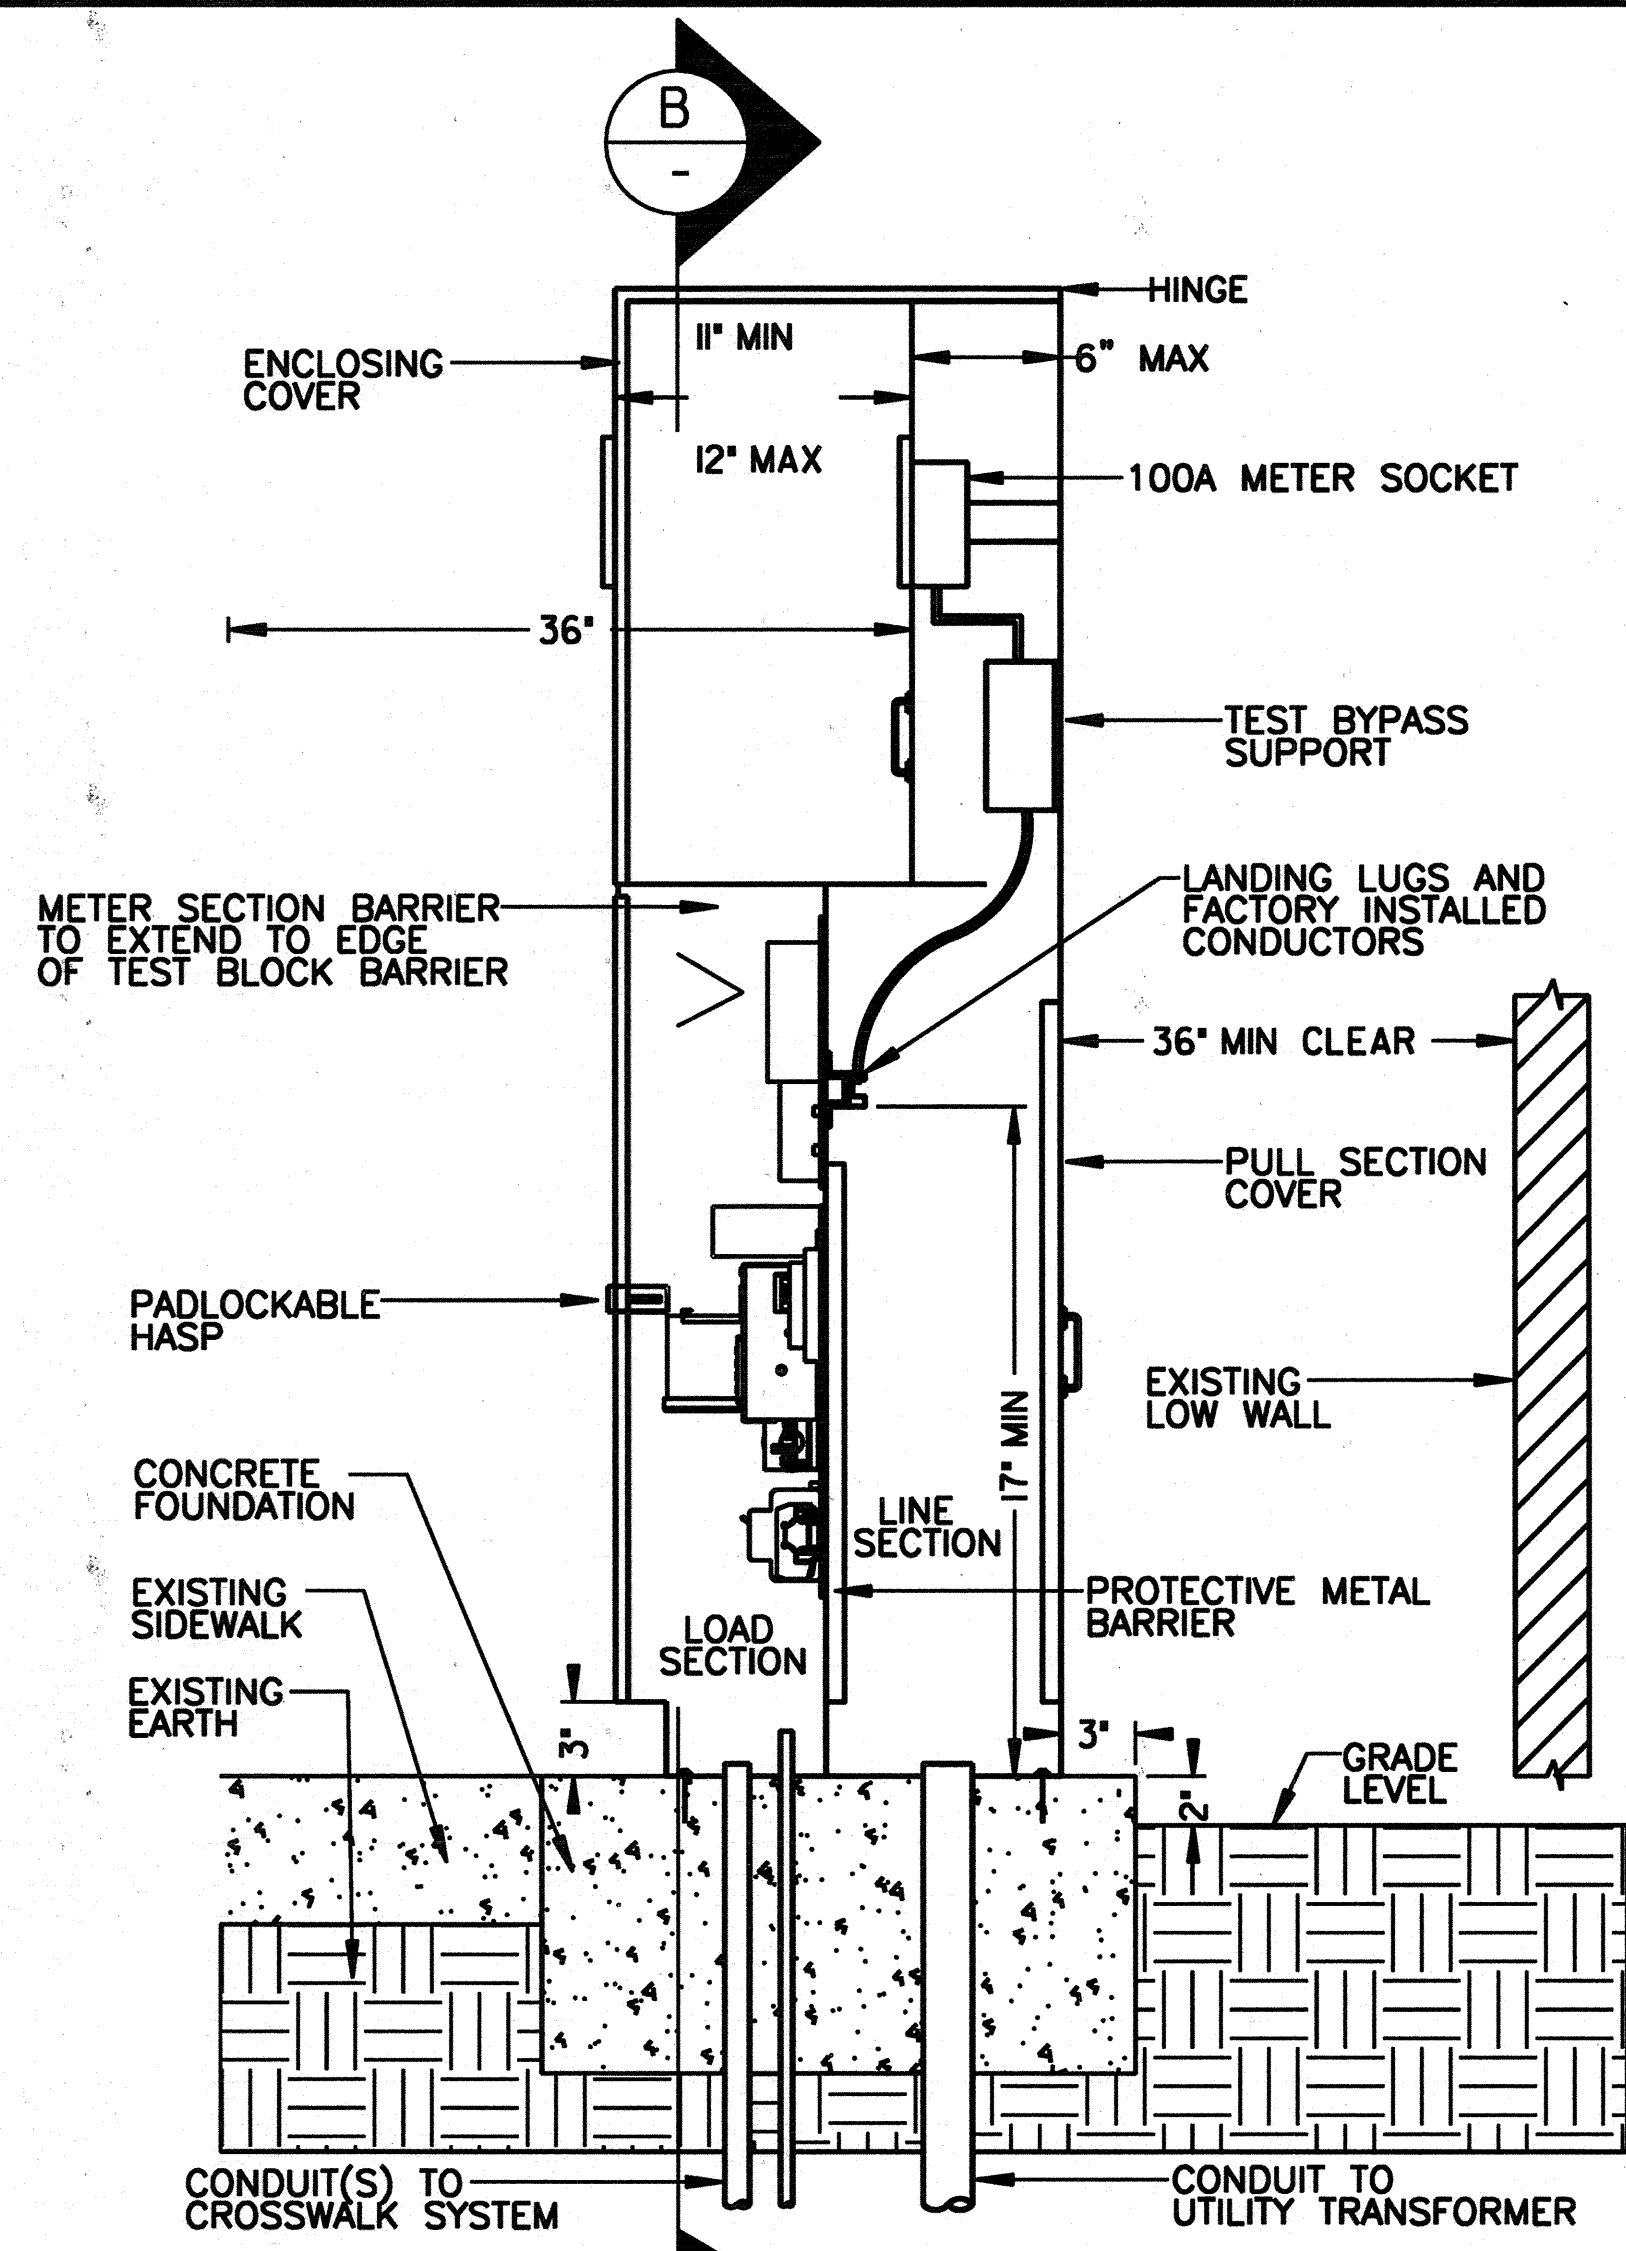 B
-
HINGE
11" MIN
6" MAX
ENCLOSING
COVER
12" MAX
100A METER SOCKET
36"
TEST BYPASS
SUPPORT
METER SECTION BARRIER
TO EXTEND TO EDGE
OF TEST BLOCK BARRIER
LANDING LUGS AND
FACTORY INSTALLED
CONDUCTORS
36" MIN CLEAR
PULL SECTION
COVER
PADLOCKABLE
HASP
EXISTING
LOW WALL
17" MIN
CONCRETE
FOUNDATION
LINE
SECTION
EXISTING
SIDEWALK
PROTECTIVE METAL
BARRIER
LOAD
SECTION
EXISTING
EARTH
3"
3"
GRADE
LEVEL
2"
CONDUIT(S) TO
CROSSWALK SYSTEM
CONDUIT TO
UTILITY TRANSFORMER